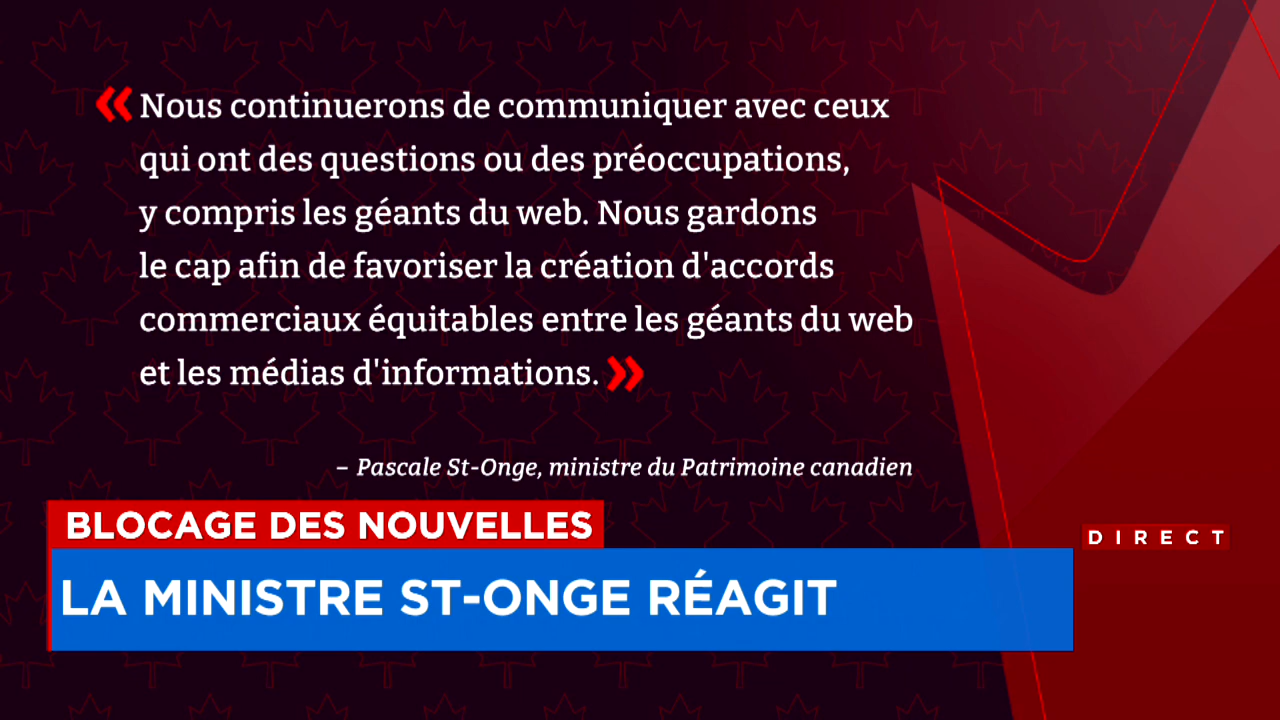 « Nous continuerons de communiquer avec ceux
qui ont des questions ou des préoccupations,
y compris les géants du web. Nous gardons
le cap afin de favoriser la création d'accords
commerciaux équitables entre les géants du web
et les médias d'informations. »
– Pascale St-Onge, ministre du Patrimoine canadien
BLOCAGE DES NOUVELLES
DIRECT
LA MINISTRE ST-ONGE RÉAGIT